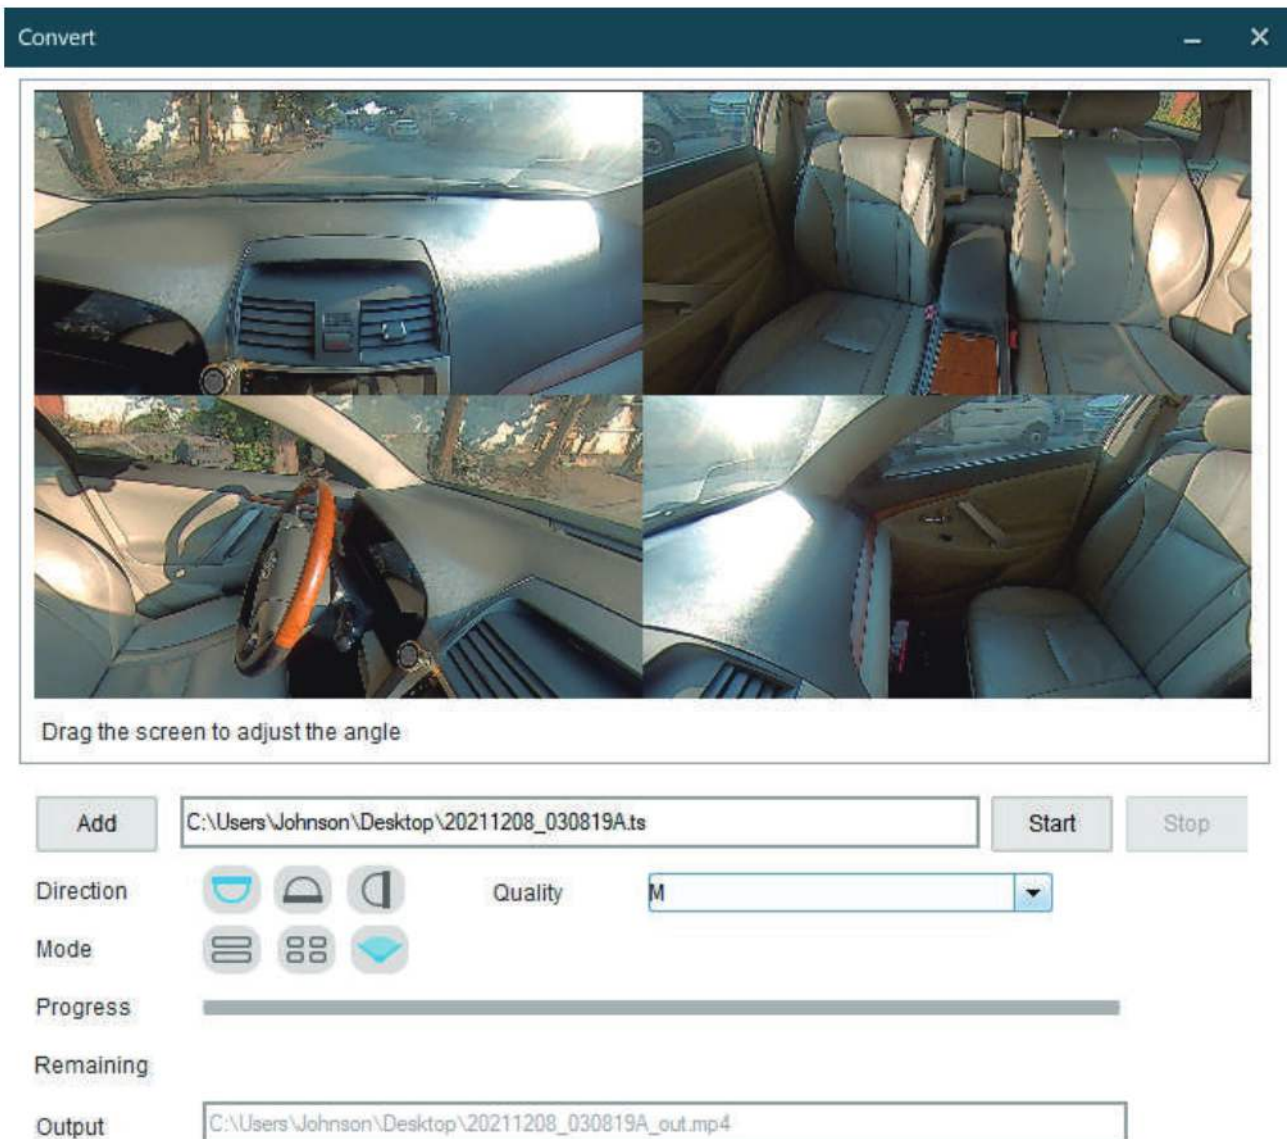 Convert
Drag the screen to adjust the angle
Add
C:\Users\Johnson\Desktop\20211208_030819A.ts
Start
Stop
Direction
Quality
M
Mode
Progress
Remaining
Output
C:\Users\Johnson\Desktop\20211208_030819A_out.mp4